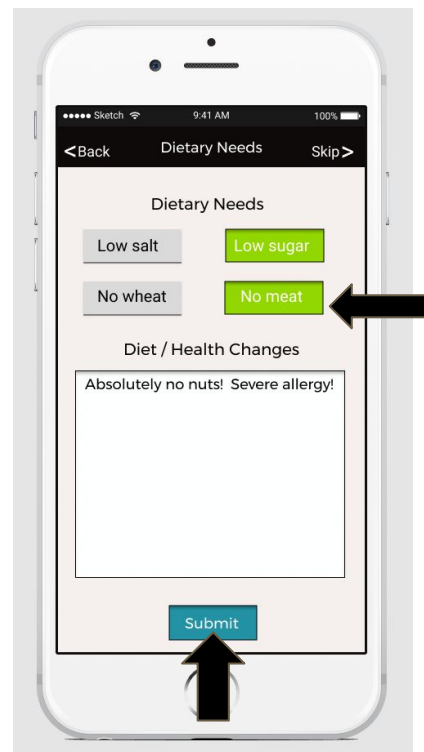 ●●●●● Sketch 9:41 AM 100%
<Back Dietary Needs Skip>
Dietary Needs
Low salt Low sugar
No wheat No meat
Diet / Health Changes
Absolutely no nuts! Severe allergy!
Submit